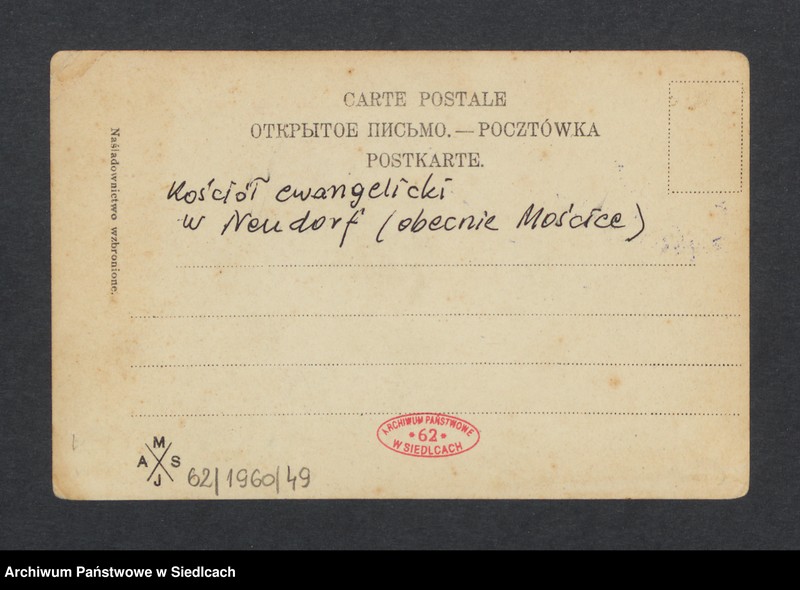 CARTE POSTALE
ОТКРЫТОЕ ПИСЬМО. — POCZTÓWKA
POSTKARTE.
Kościół ewangelicki
w Neudorf (obecnie Mościce)
Naśladownictwo wzbronione.
M
A S
J
62/1960/49
ARCHIWUM PAŃSTWOWE
• 62 •
W SIEDLCACH
Archiwum Państwowe w Siedlcach